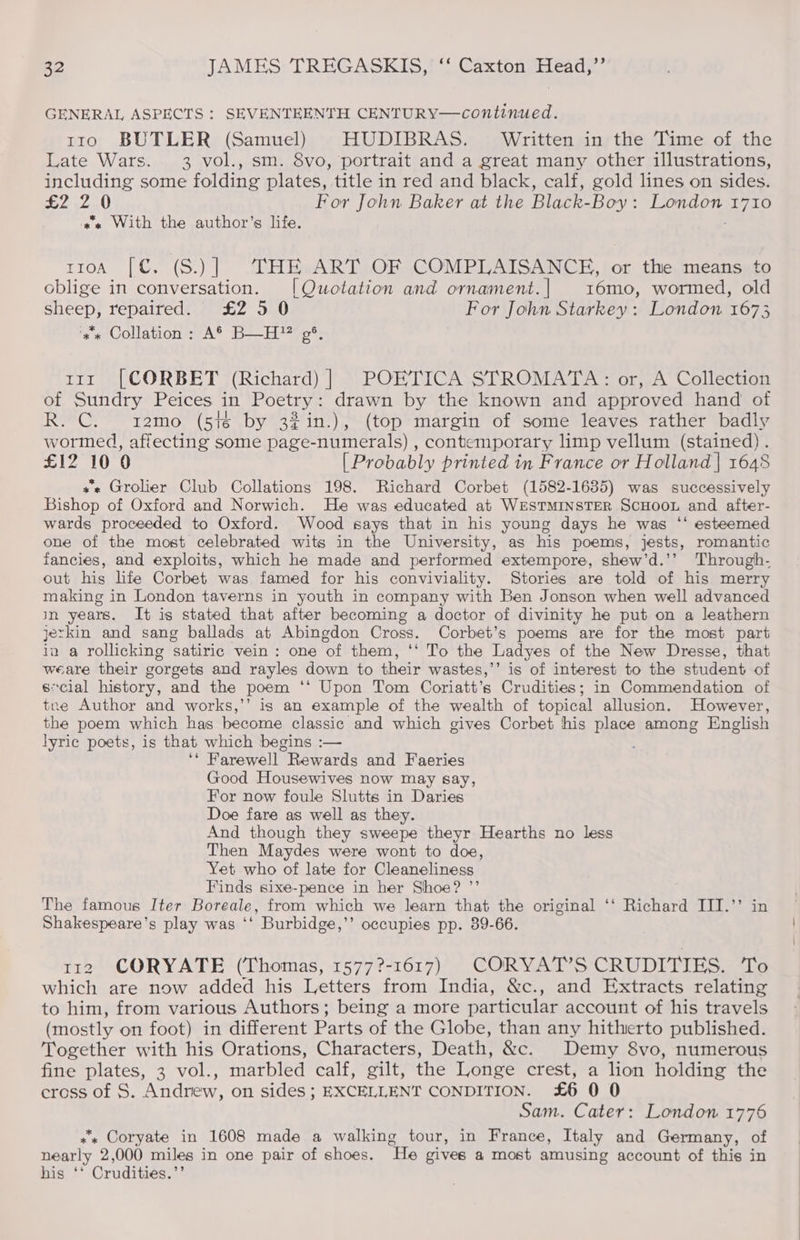 32 JAMES TREGASKIS, “ Caxton Head,”
GENERAL ASPECTS : SEVENTEENTH CENTURY—continued.
110 BUTLER (Samuel) HUDIBRAS. Written in the Time of the
Late Wars. 3 vol., sm. 8vo, portrait and a great many other illustrations,
including some folding plates, title in red and black, calf, gold lines on sides.
£2 2 0 For John Baker at the Black-Boy : London 1710
⁂ With the author’s life.
110A [C. (S.) ] THE ART OF COMPLAISANCE, or the means to
oblige in conversation. [Quotation and ornament.] 16mo, wormed, old
sheep, repaired. £2 5 0 For John Starkey : London 1673
⁂ Collation : A⁶ B—H¹² g⁶.
111 [CORBET (Richard) ] POETICA STROMATA : or, A Collection
of Sundry Peices in Poetry : drawn by the known and approved hand of
R. C. 12mo (5 by 3 in.), (top margin of some leaves rather badly
wormed, affecting some page-numerals) , contemporary limp vellum (stained) .
£12 10 0 [Probably printed in France or Holland] 1648
⁂ Grolier Club Collations 198. Richard Corbet (1582-1635) was successively
Bishop of Oxford and Norwich. He was educated at WESTMINSTER SCHOOL and after-
wards proceeded to Oxford. Wood says that in his young days he was “ esteemed
one of the most celebrated wits in the University, as his poems, jests, romantic
fancies, and exploits, which he made and performed extempore, shew’d.” Through-
out his life Corbet was famed for his conviviality. Stories are told of his merry
making in London taverns in youth in company with Ben Jonson when well advanced
in years. It is stated that after becoming a doctor of divinity he put on a leathern
jerkin and sang ballads at Abingdon Cross. Corbet’s poems are for the most part
in a rollicking satiric vein : one of them, “ To the Ladyes of the New Dresse, that
weare their gorgets and rayles down to their wastes,” is of interest to the student of
social history, and the poem “ Upon Tom Coriatt’s Crudities; in Commendation of
the Author and works,” is an example of the wealth of topical allusion. However,
the poem which has become classic and which gives Corbet his place among English
lyric poets, is that which begins :—
“ Farewell Rewards and Faeries
Good Housewives now may say,
For now foule Slutts in Daries
Doe fare as well as they.
And though they sweepe theyr Hearths no less
Then Maydes were wont to doe,
Yet who of late for Cleaneliness
Finds sixe-pence in her Shoe? ”
The famous Iter Boreale, from which we learn that the original “ Richard III.” in
Shakespeare’s play was “ Burbidge,” occupies pp. 39-66.
112 CORYATE (Thomas, 1577?-1617) CORYAT’S CRUDITIES. To
which are now added his Letters from India, &c., and Extracts relating
to him, from various Authors; being a more particular account of his travels
(mostly on foot) in different Parts of the Globe, than any hitherto published.
Together with his Orations, Characters, Death, &c. Demy 8vo, numerous
fine plates, 3 vol., marbled calf, gilt, the Longe crest, a lion holding the
cross of S. Andrew, on sides; EXCELLENT CONDITION. £6 0 0
Sam. Cater : London 1776
⁂ Coryate in 1608 made a walking tour, in France, Italy and Germany, of
nearly 2,000 miles in one pair of shoes. He gives a most amusing account of this in
his “ Crudities.”